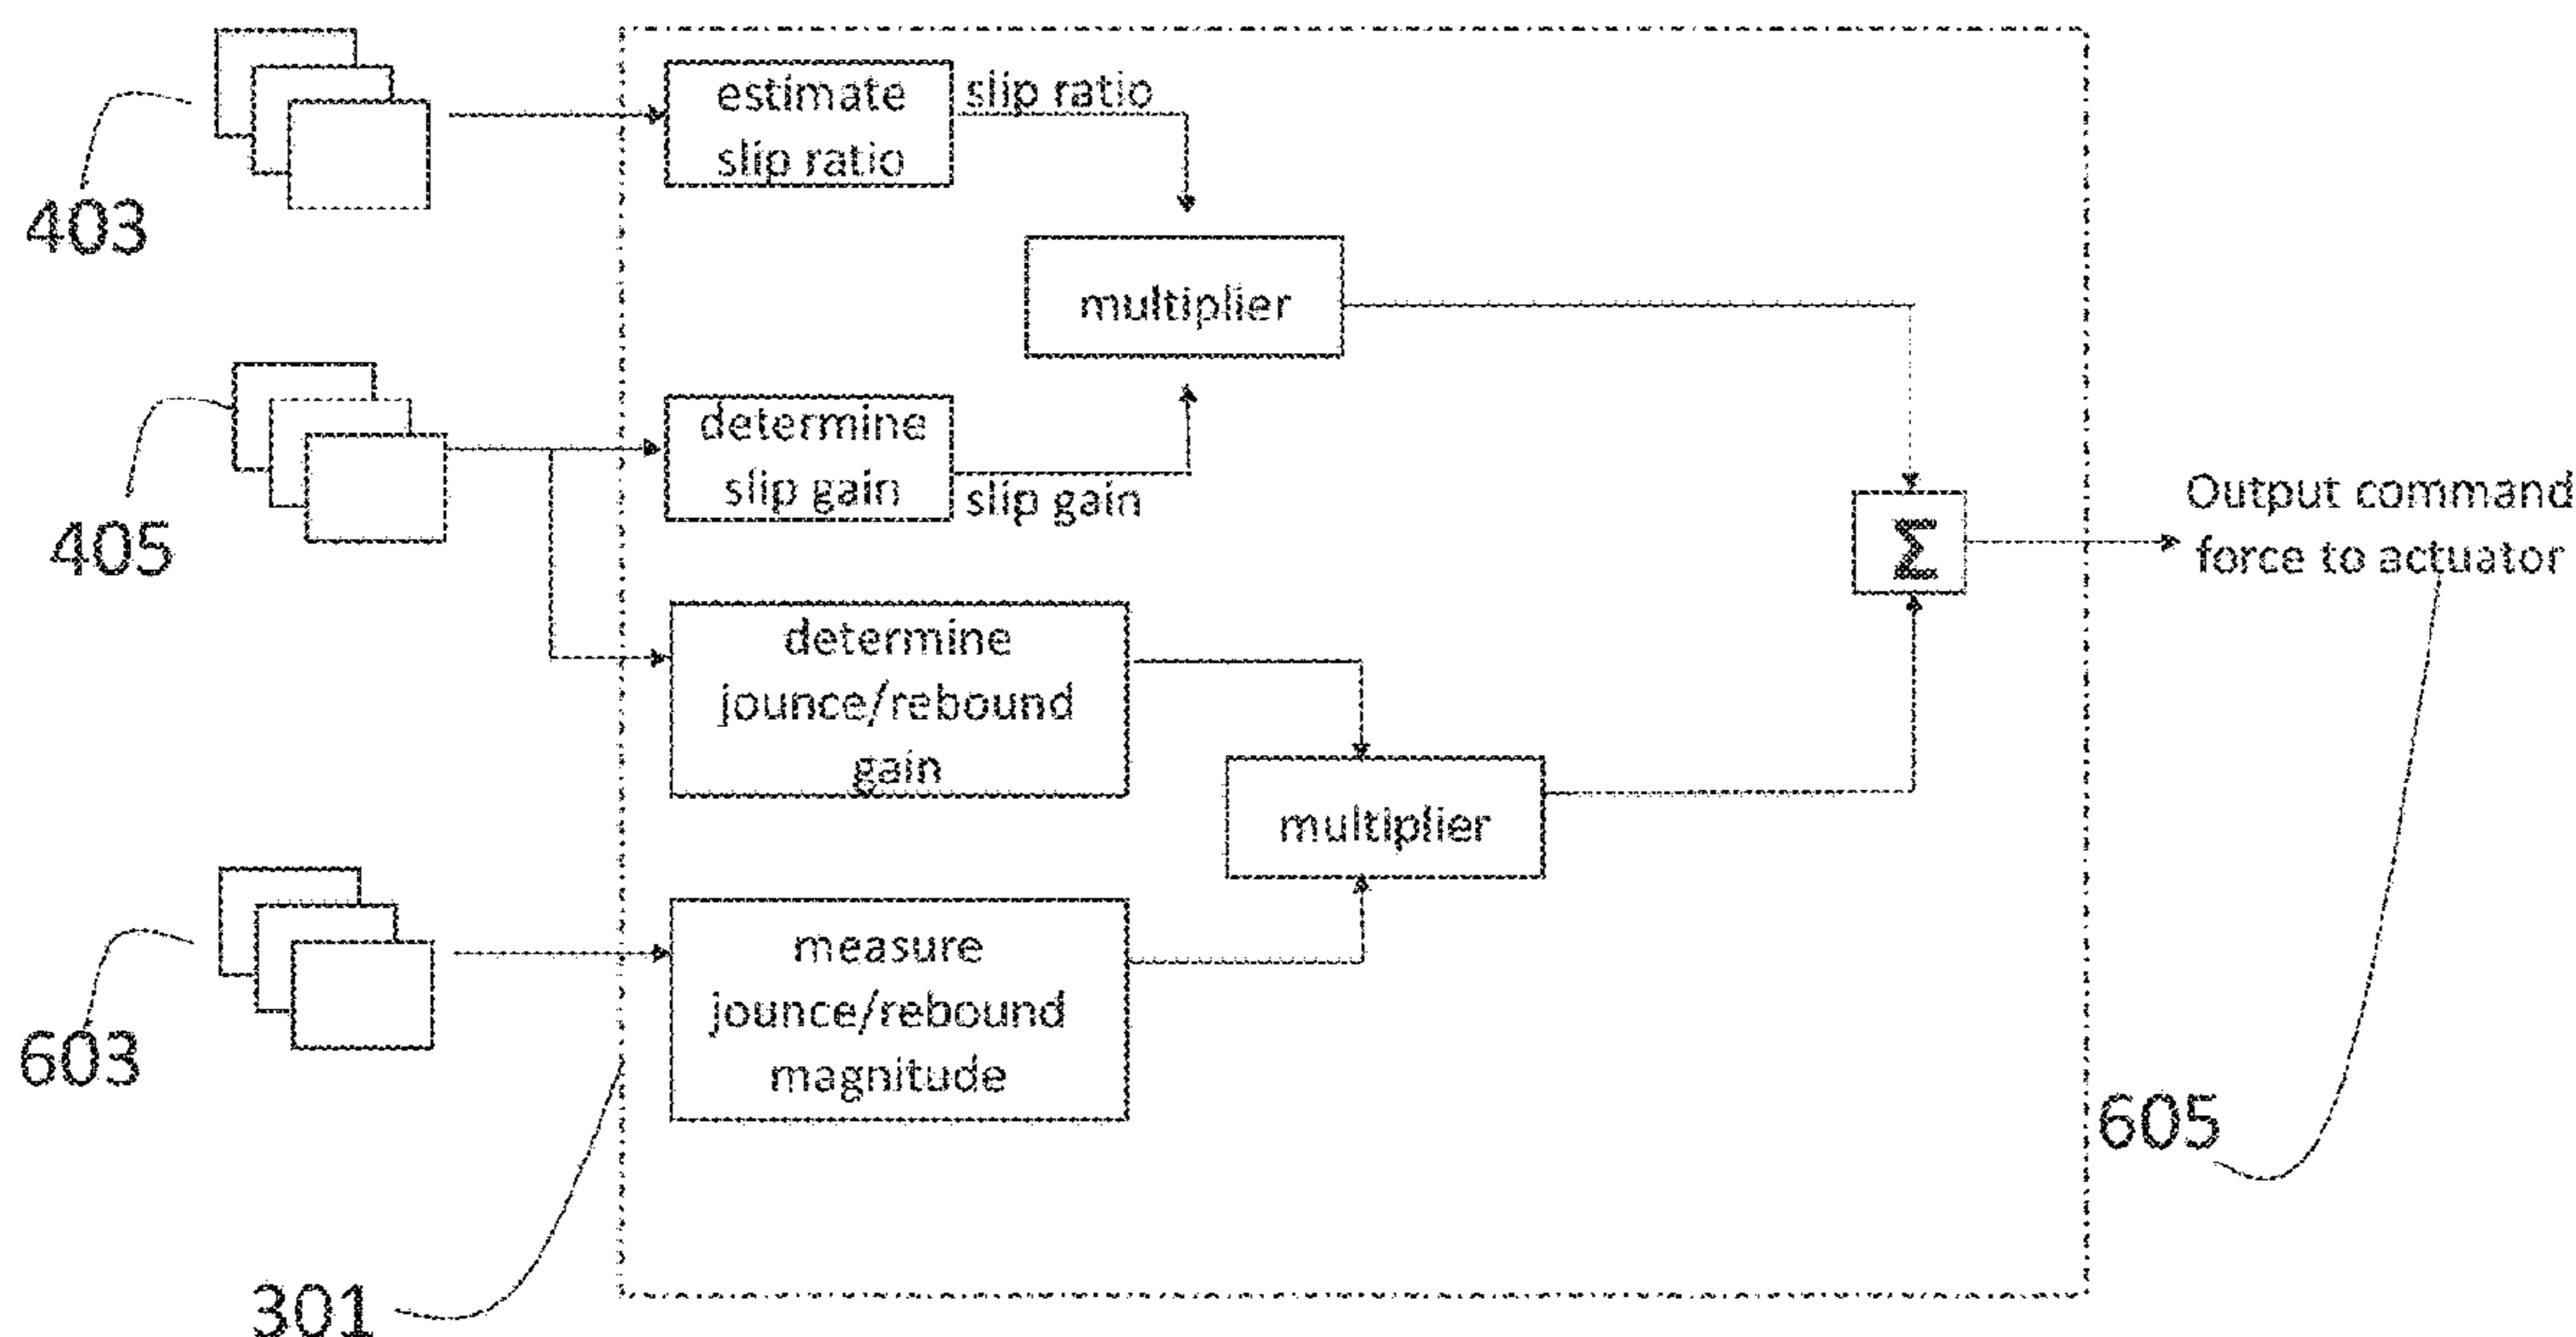 estimate
slip ratio
slip ratio
403
multiplier
determine
slip gain
slip gain
405
Σ
Output command
force to actuator
determine
jounce/rebound
gain
multiplier
measure
jounce/rebound
magnitude
603
605
301